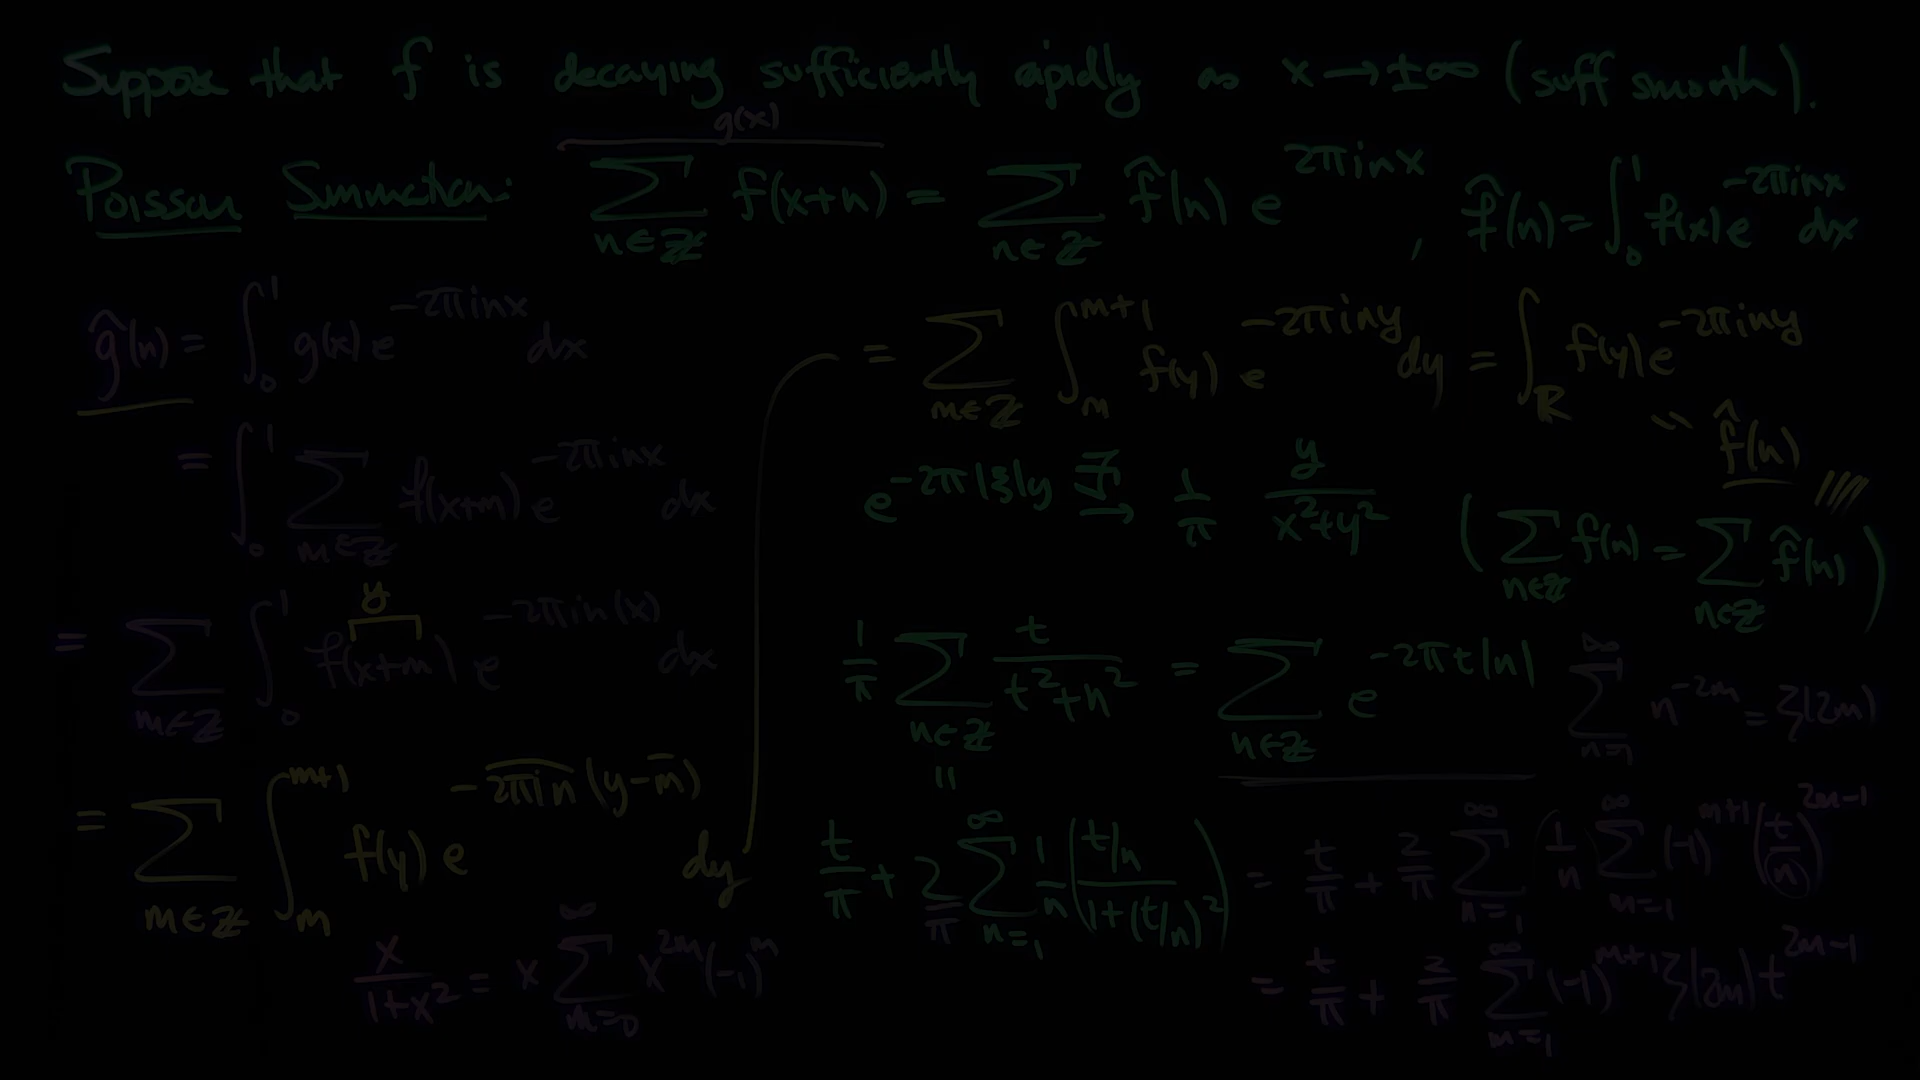 Suppose that f is decaying sufficiently rapidly as x → ±∞ (suff smooth).
g(x)
Poisson Summation: ∑_{n∈ℤ} f(x+n) = ∑_{n∈ℤ} f̂(n) e^{2πinx}, f̂(n) = ∫_0^1 f(x) e^{-2πinx} dx
ĝ(n) = ∫_0^1 g(x) e^{-2πinx} dx
= ∫_0^1 ∑_{m∈ℤ} f(x+m) e^{-2πinx} dx
y
= ∑_{m∈ℤ} ∫_0^1 f(x+m) e^{-2πin(x)} dx
= ∑_{m∈ℤ} ∫_m^{m+1} f(y) e^{-2πin(y-m)} dy
x/(1+x²) = x ∑_{m=0}^∞ x^{2m} (-1)^m
= ∑_{m∈ℤ} ∫_m^{m+1} f(y) e^{-2πiny} dy = ∫_ℝ f(y) e^{-2πiny}
= f̂(n) ////
e^{-2π|ξ|y} ℱ→ 1/π y/(x²+y²)
(∑_{n∈ℤ} f(n) = ∑_{n∈ℤ} f̂(n))
1/π ∑_{n∈ℤ} t/(t²+n²) = ∑_{n∈ℤ} e^{-2πt|n|}
∑_{n=1}^∞ n^{-2m} = ζ(2m)
=
t/π + 2/π ∑_{n=1}^∞ 1/n ((t/n)/(1+(t/n)²)) = t/π + 2/π ∑_{n=1}^∞ (1/n ∑_{m=1}^∞ (-1)^{m+1} (t/n)^{2m-1}
= t/π + 2/π ∑_{m=1}^∞ (-1)^{m+1} ζ(2m) t^{2m-1}